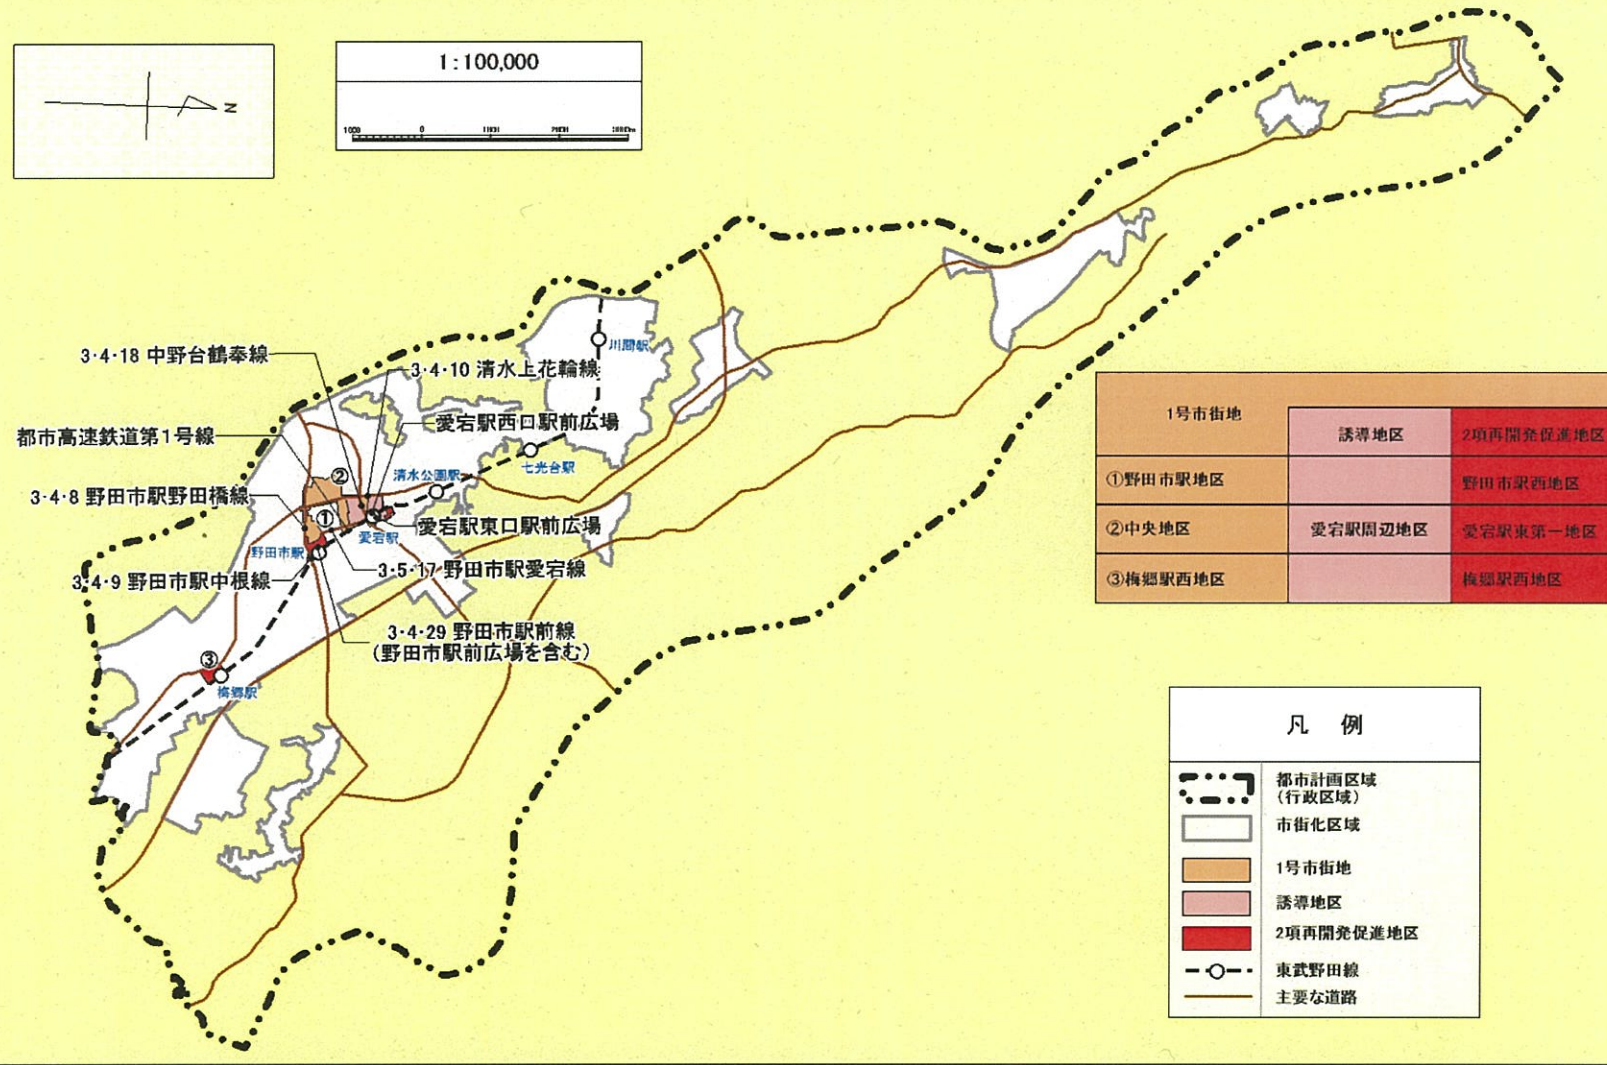 N
1:100,000
1000 0 1000 2000 3000m
3・4・18 中野台鶴奉線
3・4・10 清水上花輪線
川間駅
都市高速鉄道第1号線
愛宕駅西口駅前広場
清水公園駅
七光台駅
②
3・4・8 野田市駅野田橋線
①
愛宕駅東口駅前広場
野田市駅
愛宕駅
3・4・9 野田市駅中根線
3・5・17 野田市駅愛宕線
3・4・29 野田市駅前線
(野田市駅前広場を含む)
③
梅郷駅
1号市街地
誘導地区
2項再開発促進地区
①野田市駅地区
野田市駅西地区
②中央地区
愛宕駅周辺地区
愛宕駅東第一地区
③梅郷駅西地区
梅郷駅西地区
凡 例
都市計画区域
(行政区域)
市街化区域
1号市街地
誘導地区
2項再開発促進地区
東武野田線
主要な道路